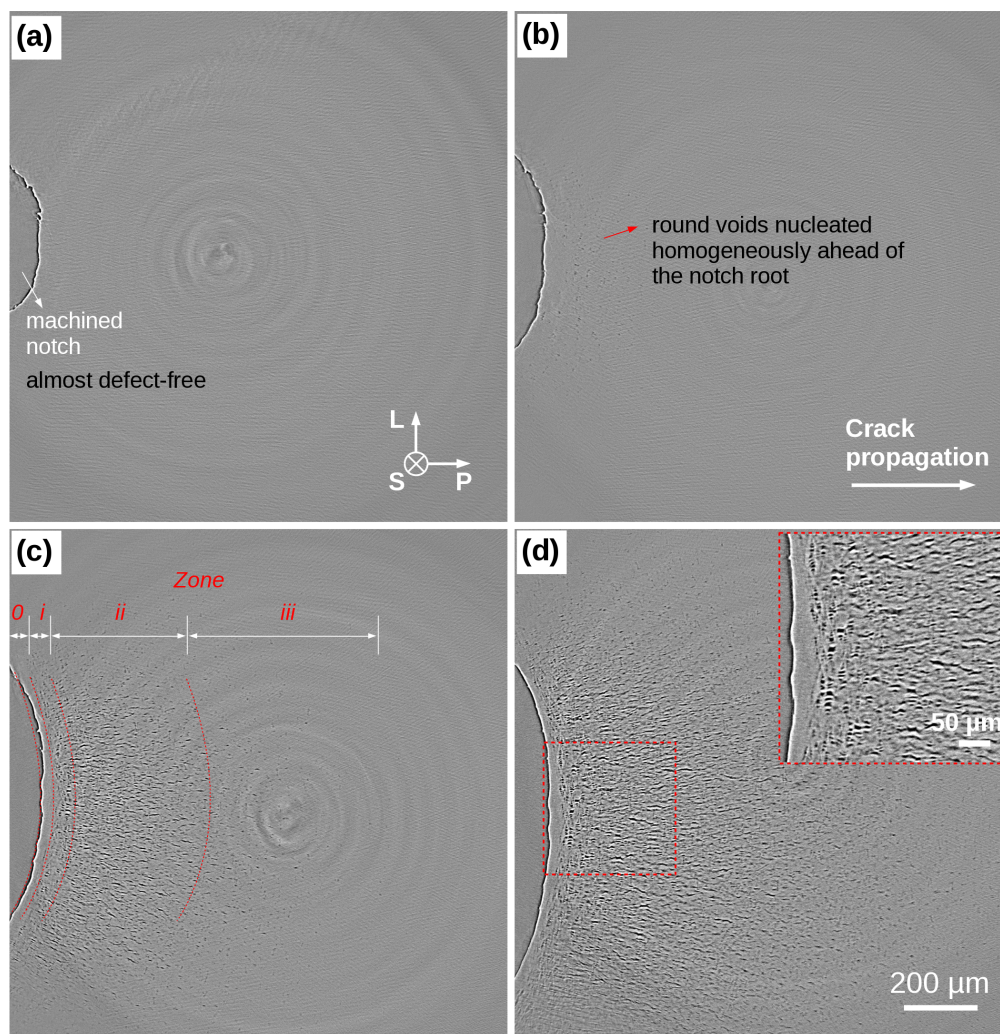 (a)
machined
notch
almost defect-free
L
S
P
(b)
round voids nucleated
homogeneously ahead of
the notch root
Crack
propagation
(c)
Zone
0 i ii iii
(d)
50 μm
200 μm